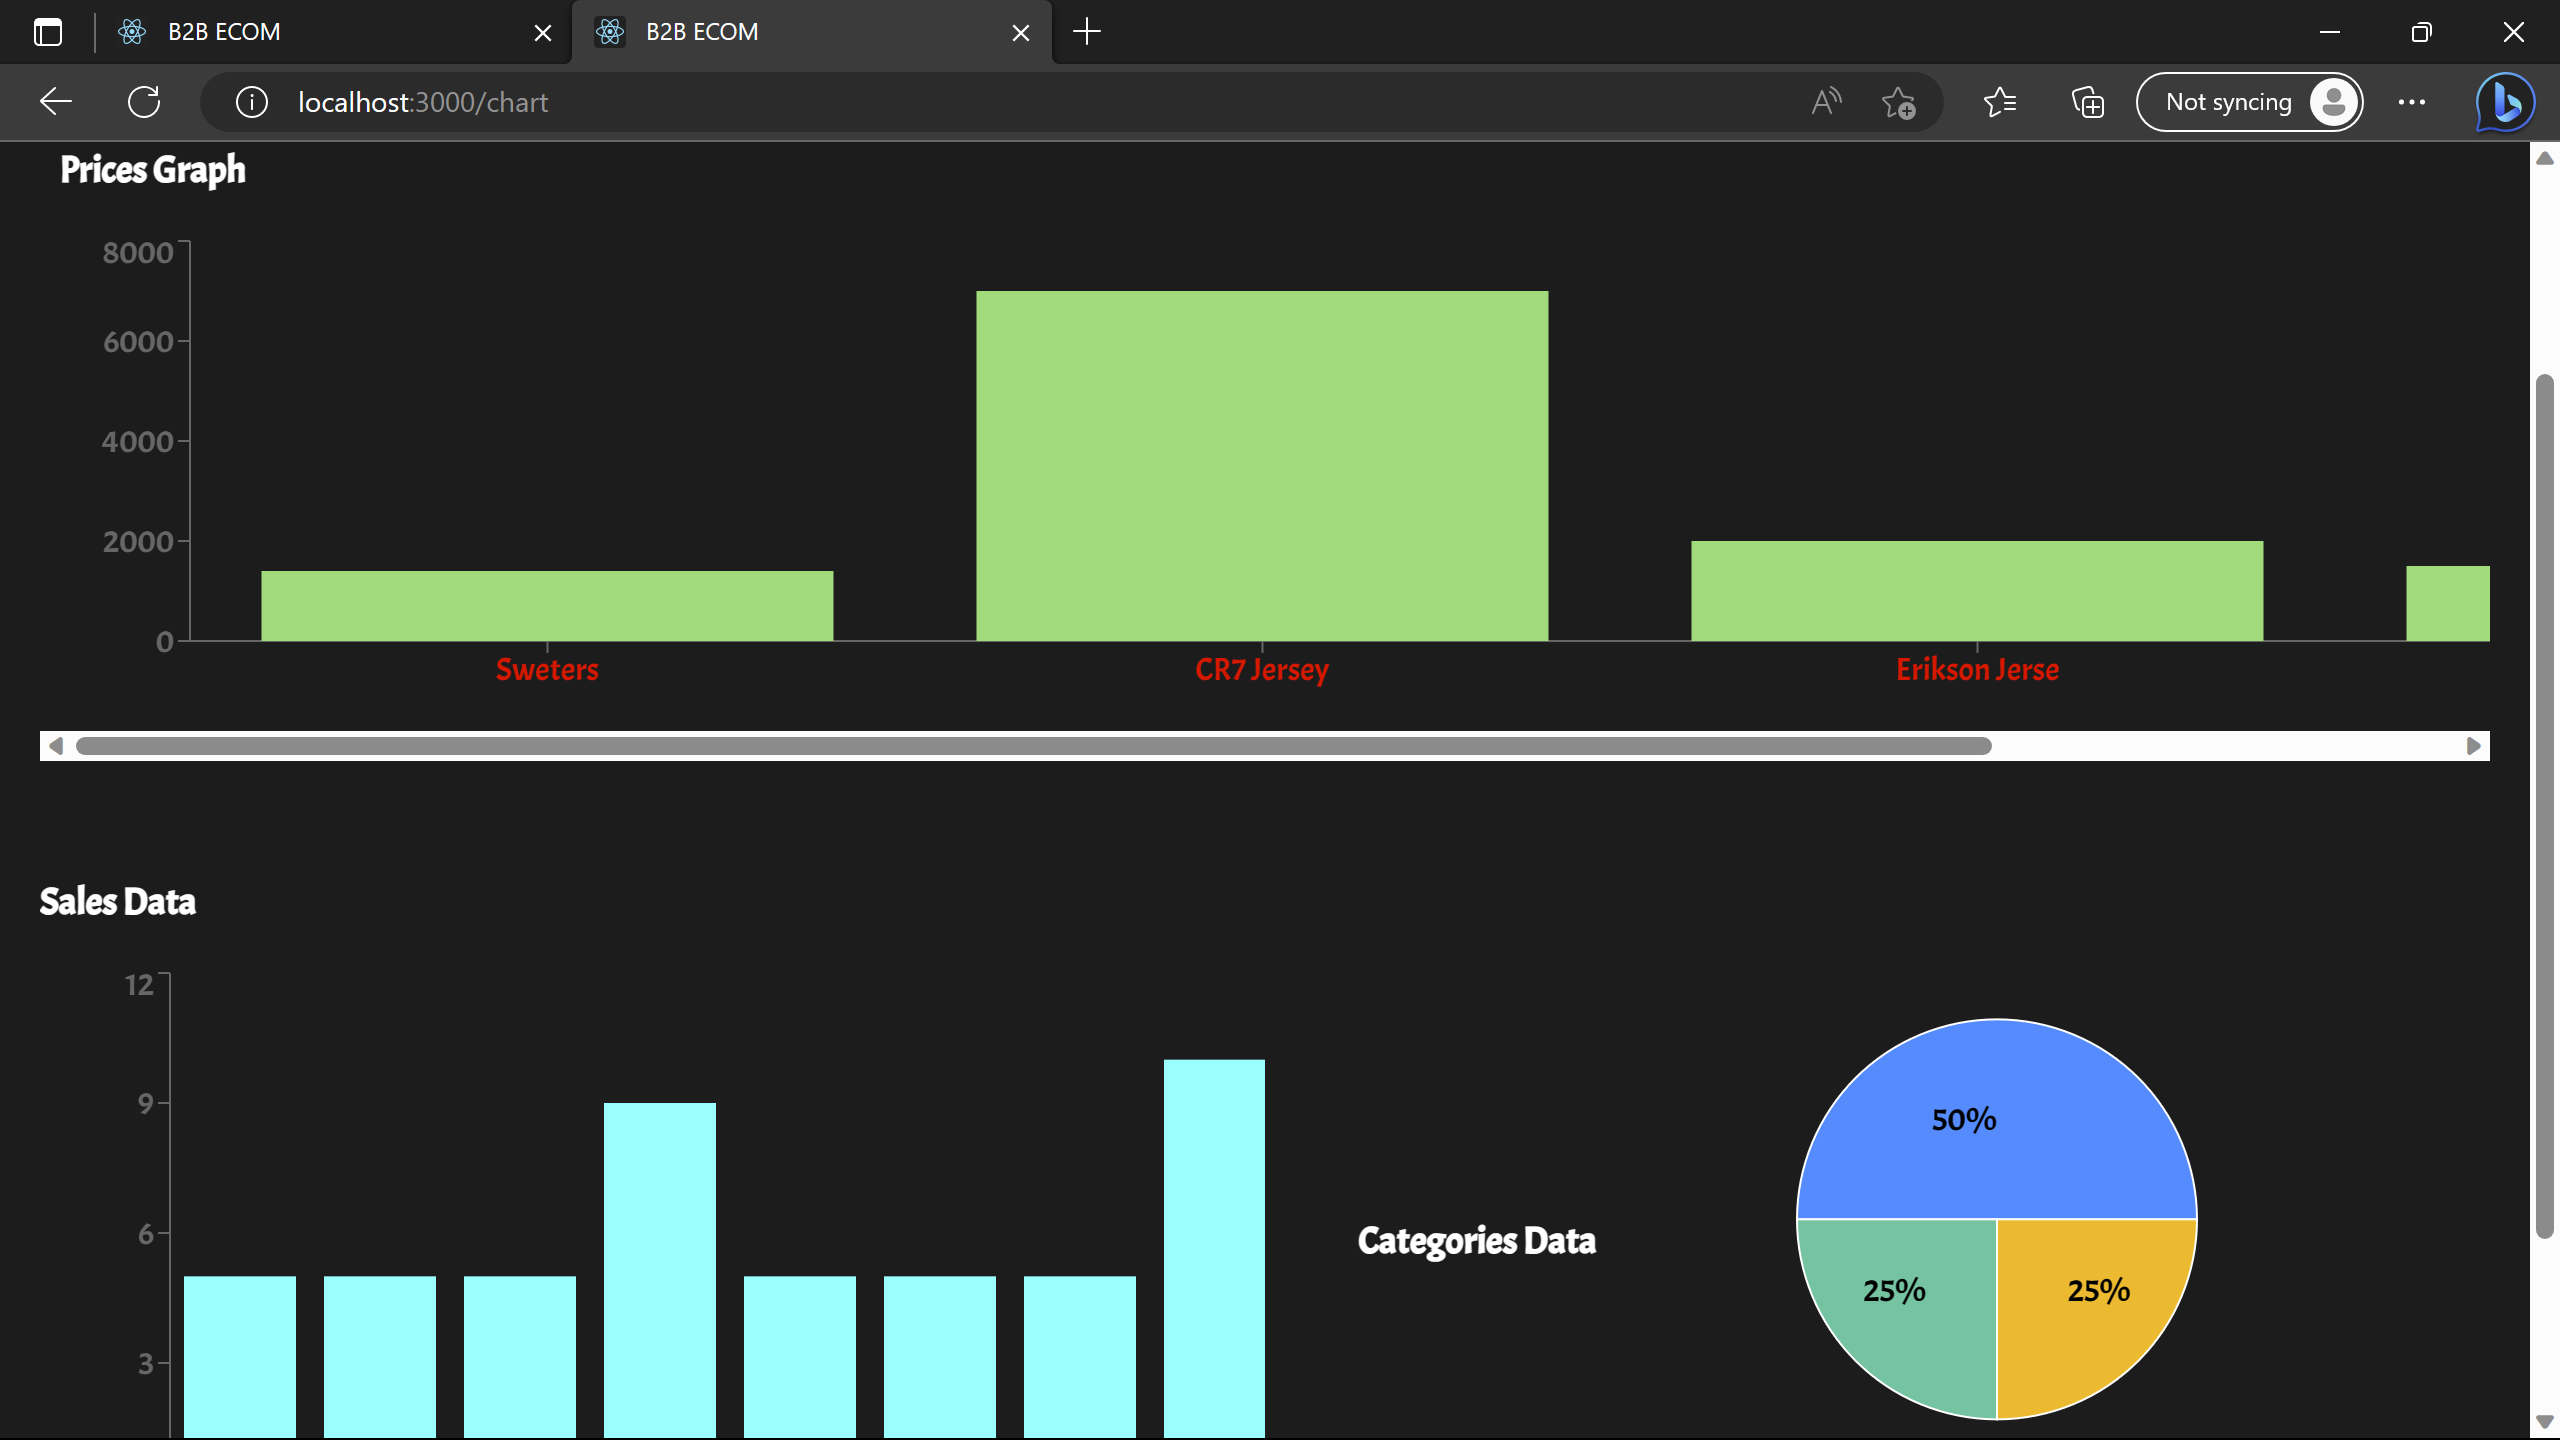 B2B ECOM
B2B ECOM
localhost:3000/chart
Not syncing
Prices Graph
8000
6000
4000
2000
0
Sweters
CR7 Jersey
Erikson Jerse
Sales Data
12
9
6
3
Categories Data
50%
25%
25%